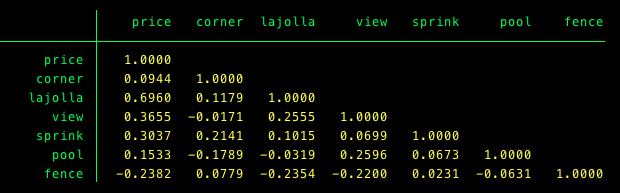 price corner lajolla view sprink pool fence
price 1.0000
corner 0.0944 1.0000
lajolla 0.6960 0.1179 1.0000
view 0.3655 -0.0171 0.2555 1.0000
sprink 0.3037 0.2141 0.1015 0.0699 1.0000
pool 0.1533 -0.1789 -0.0319 0.2596 0.0673 1.0000
fence -0.2382 0.0779 -0.2354 -0.2200 0.0231 -0.0631 1.0000